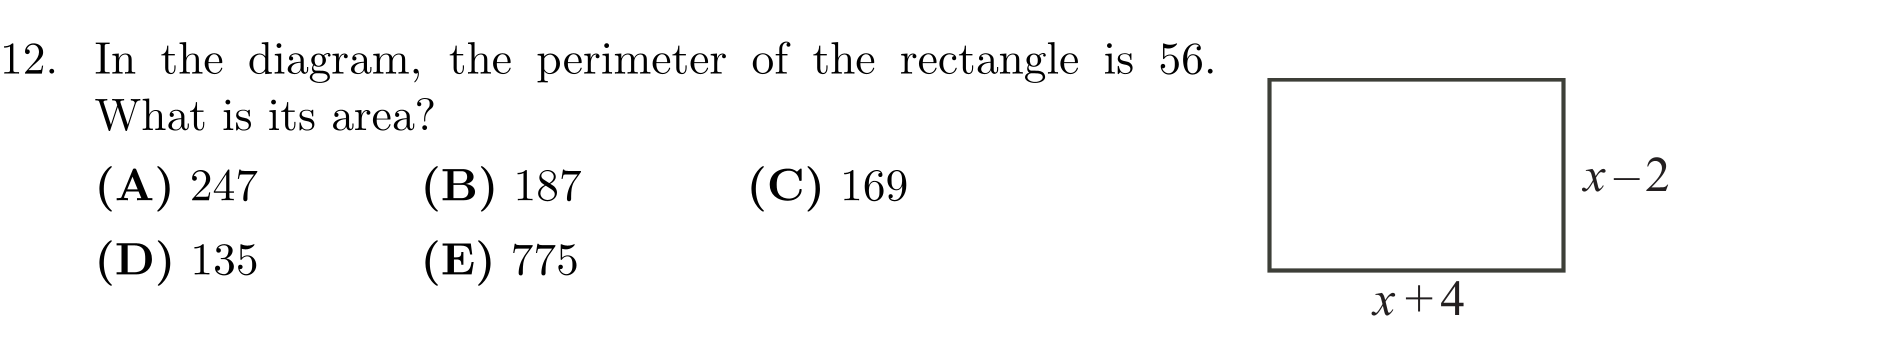 12. In the diagram, the perimeter of the rectangle is 56.
What is its area?
(A) 247 (B) 187 (C) 169
(D) 135 (E) 775
x−2
x+4